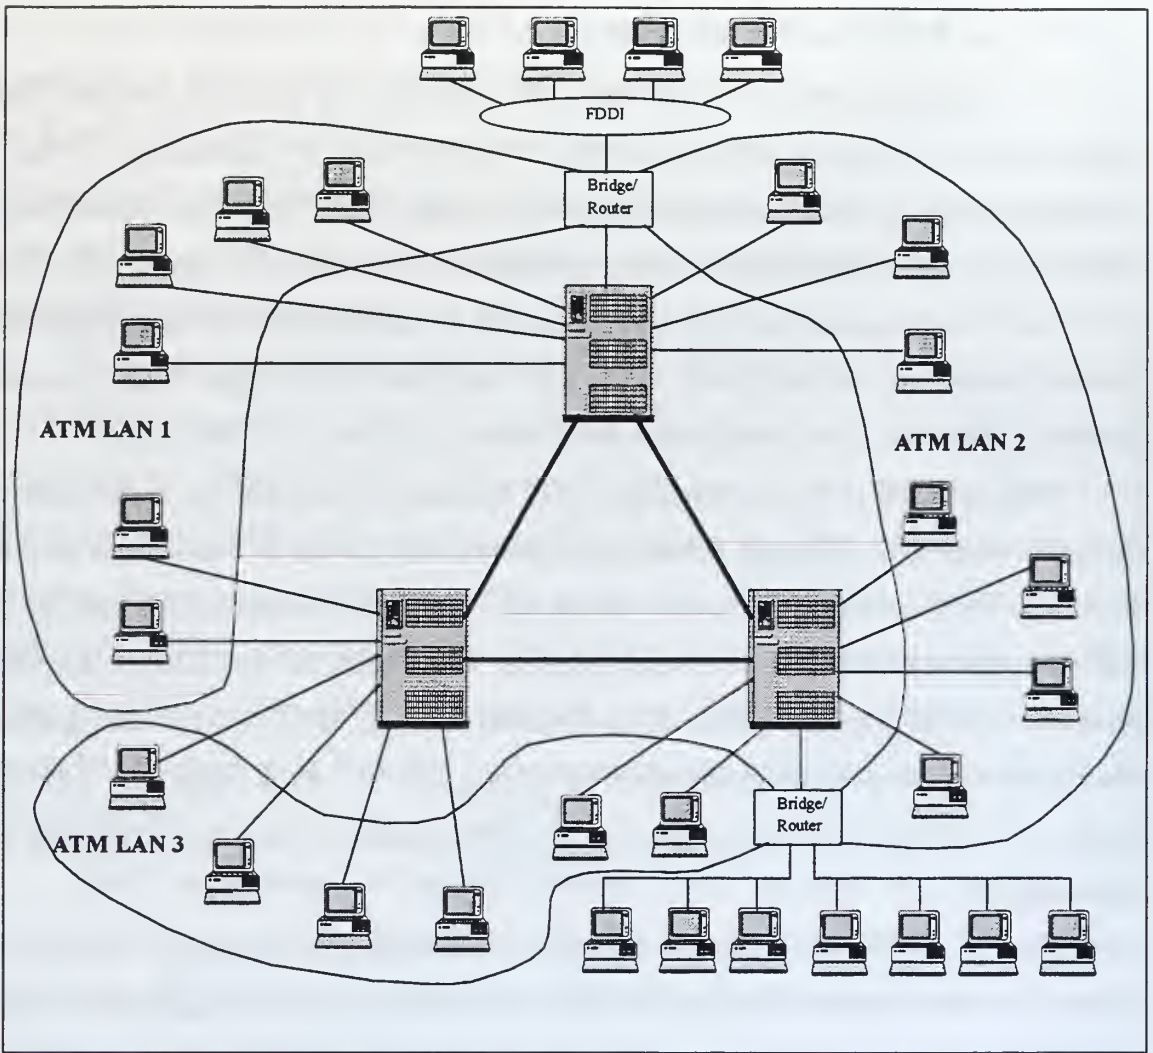 FDDI
Bridge/
Router
ATM LAN 1
ATM LAN 2
Bridge/
Router
ATM LAN 3